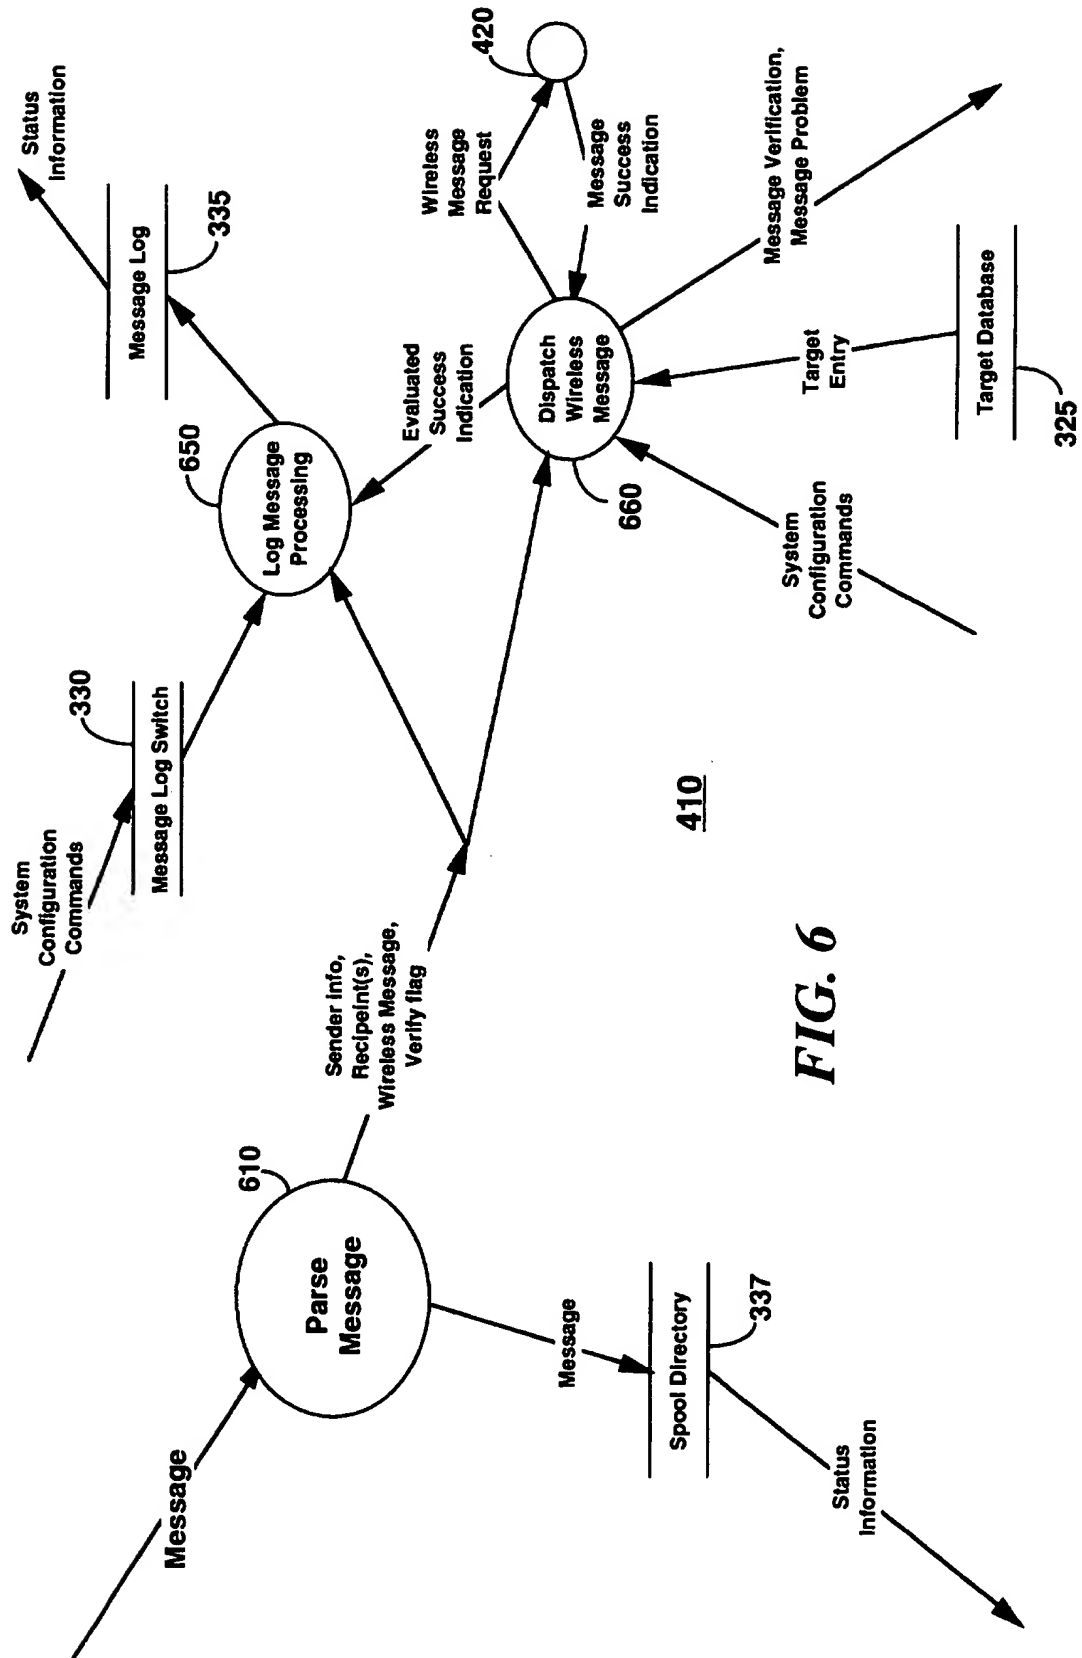 Message
Parse
Message
610
Message
Spool Directory
337
Status
Information
Sender info,
Recipeint(s),
Wireless Message,
Verify flag
System
Configuration
Commands
Message Log Switch
330
Log Message
Processing
650
Message Log
335
Status
Information
Evaluated
Success
Indication
Dispatch
Wireless
Message
660
Wireless
Message
Request
420
Message
Success
Indication
Message Verification,
Message Problem
Target
Entry
Target Database
325
System
Configuration
Commands
410
FIG. 6